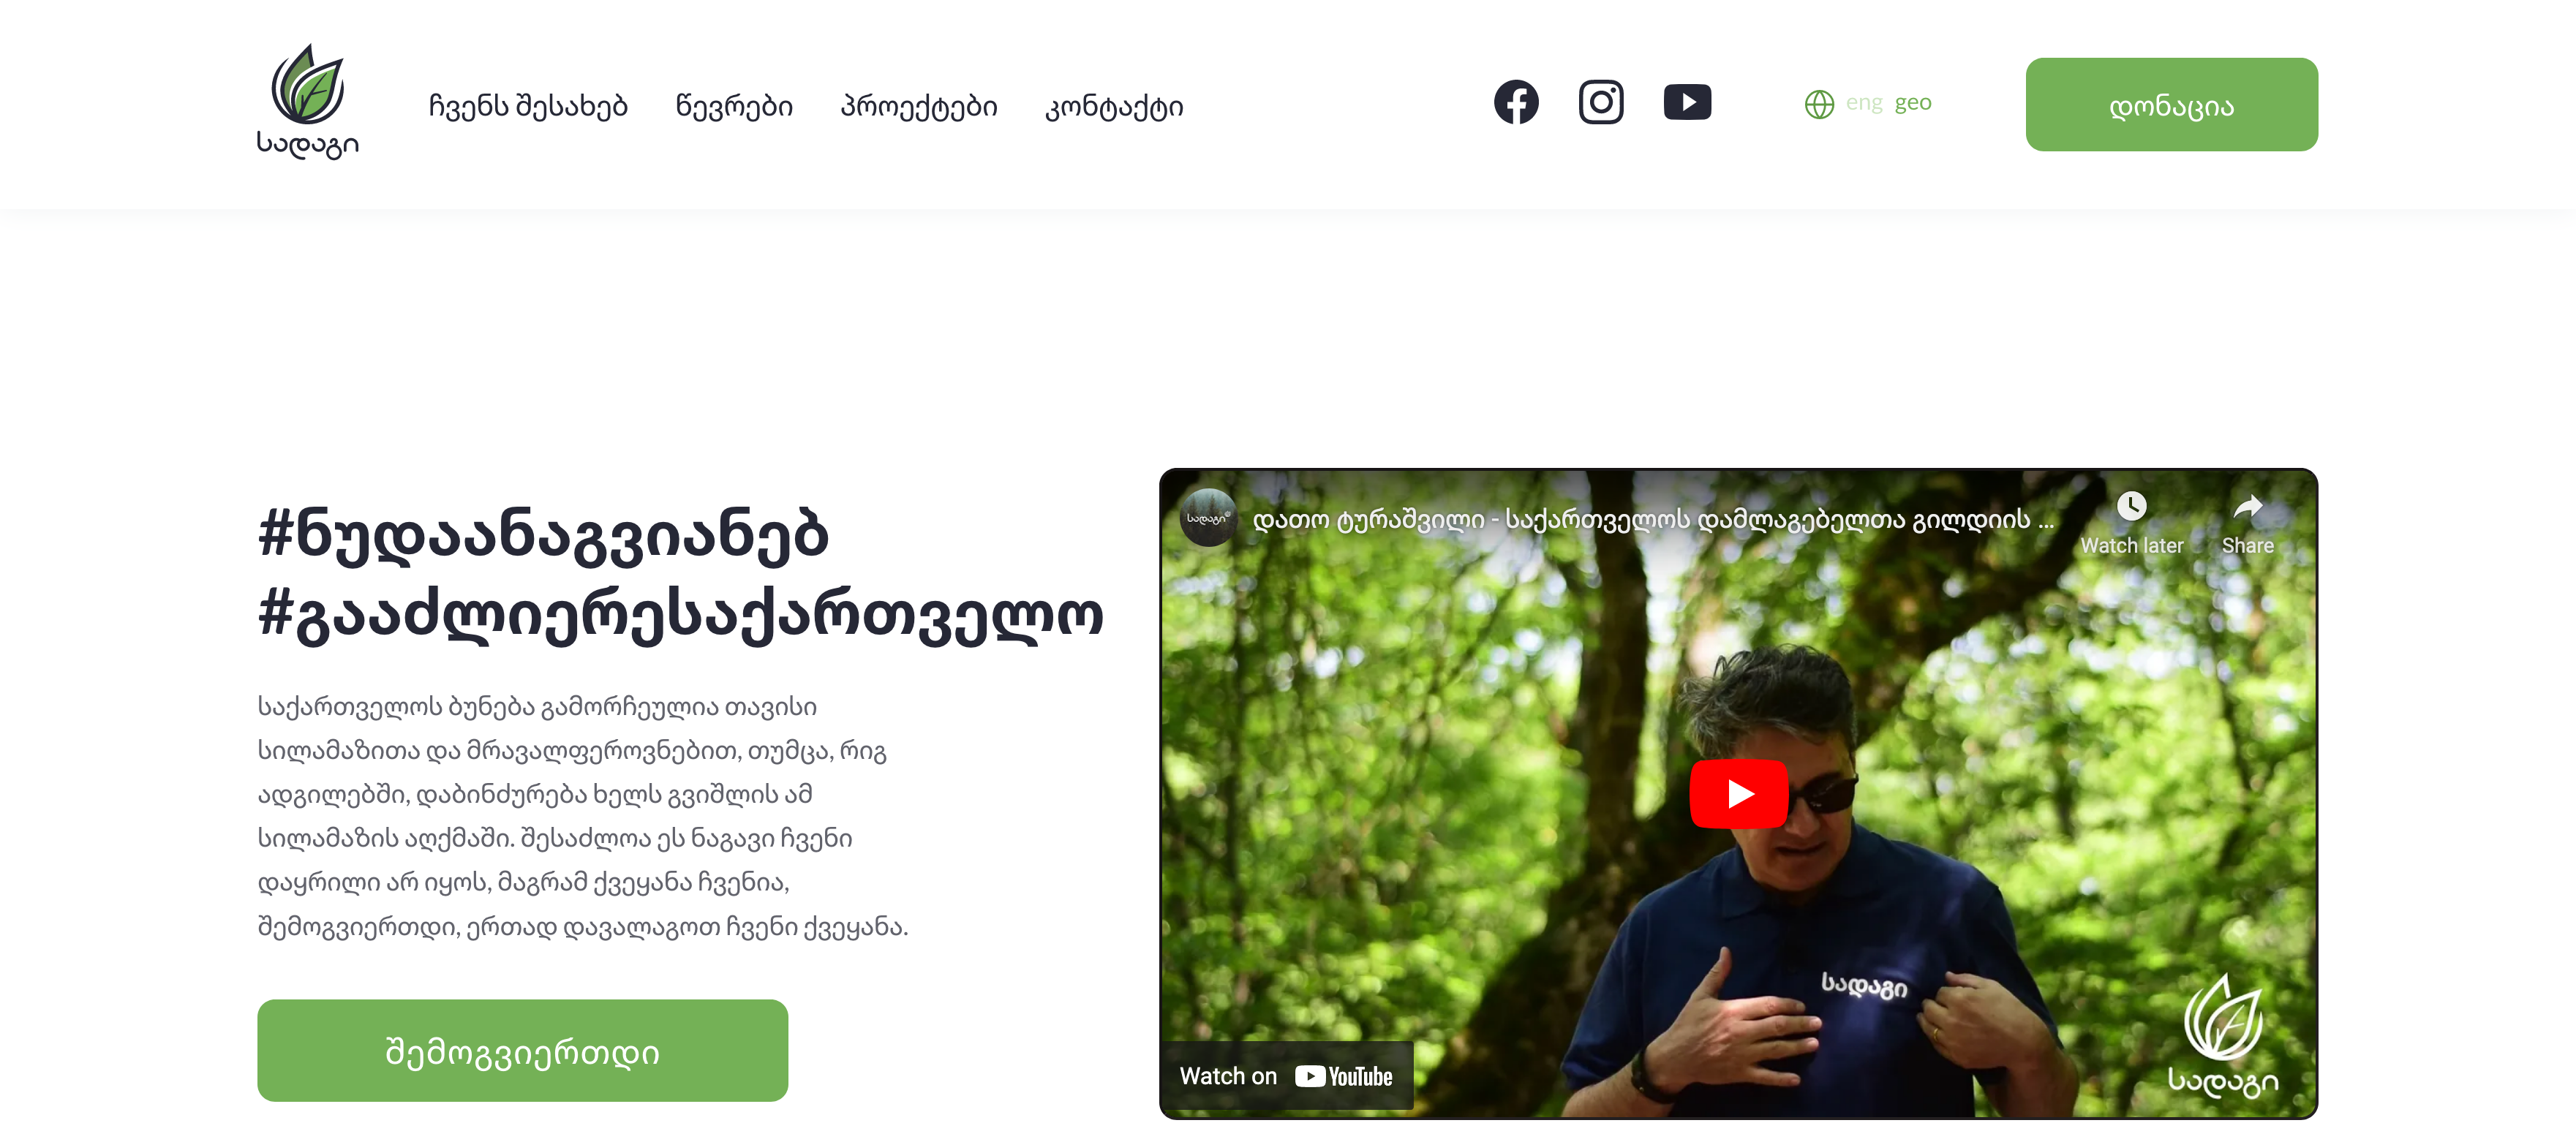 სადაგი
ჩვენს შესახებ
წევრები
პროექტები
კონტაქტი
eng geo
დონაცია
#ნუდაანაგვიანებ
#გააძლიერესაქართველო
საქართველოს ბუნება გამორჩეულია თავისი
სილამაზითა და მრავალფეროვნებით, თუმცა, რიგ
ადგილებში, დაბინძურება ხელს გვიშლის ამ
სილამაზის აღქმაში. შესაძლოა ეს ნაგავი ჩვენი
დაყრილი არ იყოს, მაგრამ ქვეყანა ჩვენია,
შემოგვიერთდი, ერთად დავალაგოთ ჩვენი ქვეყანა.
შემოგვიერთდი
სადაგი
დათო ტურაშვილი - საქართველოს დამლაგებელთა გილდიის ...
Watch later
Share
სადაგი
სადაგი
Watch on YouTube